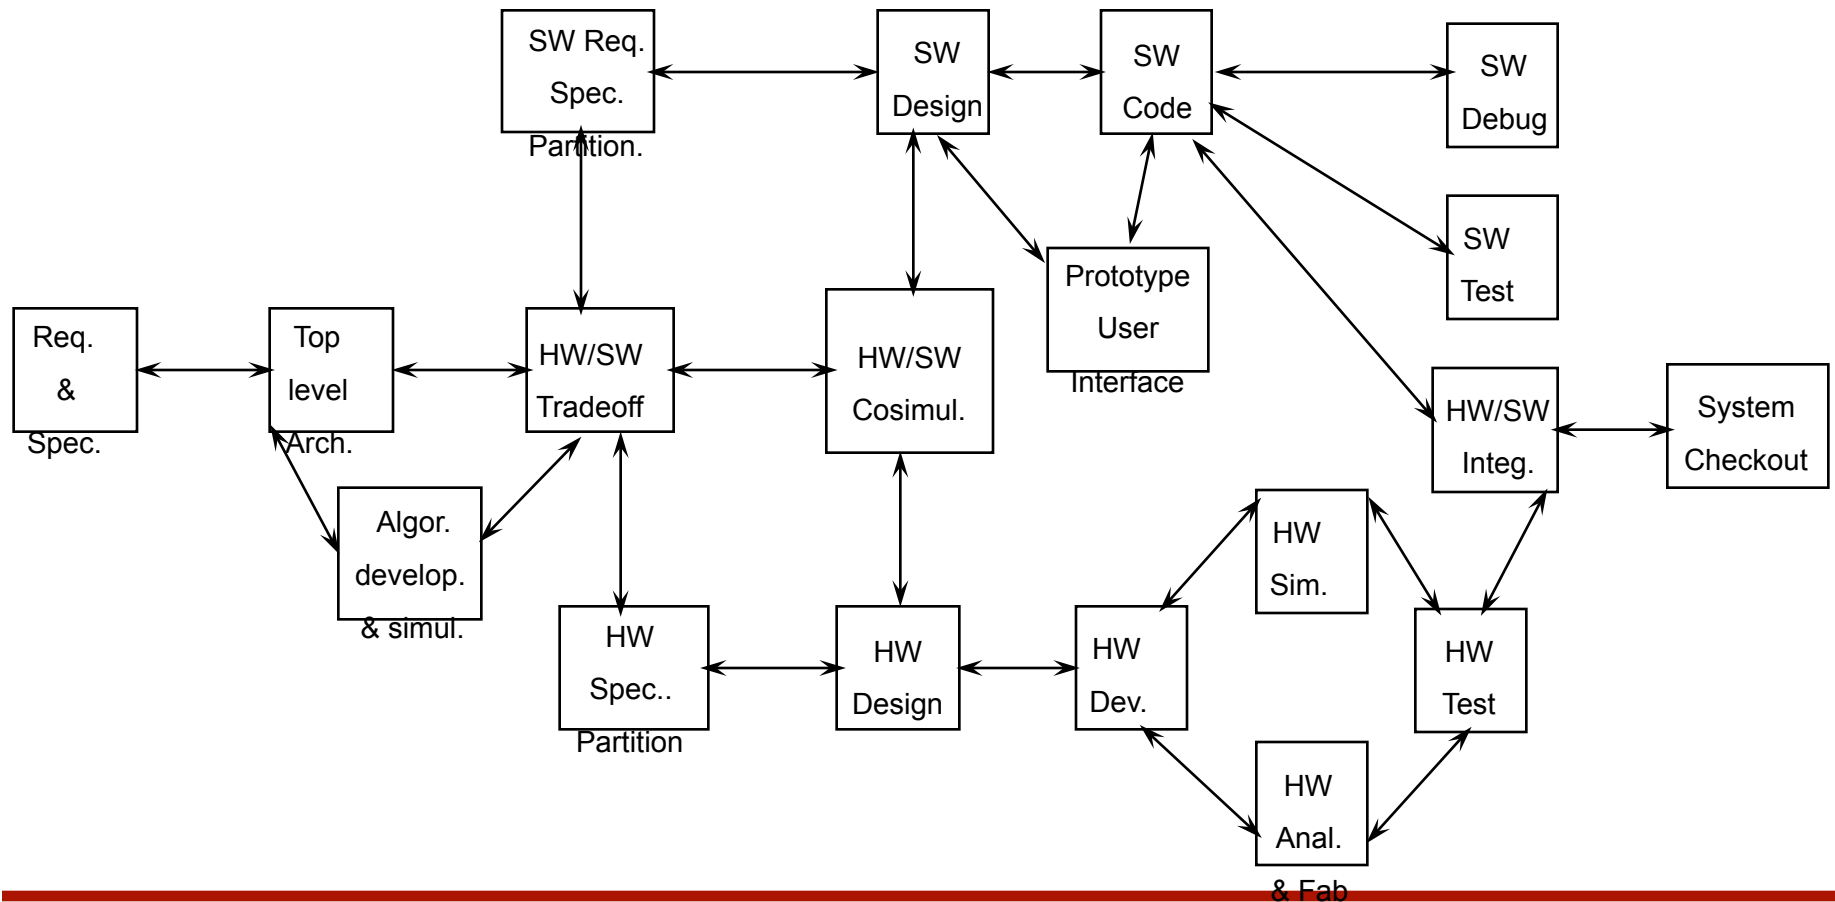 SW Req.
Spec.
Partition.
SW
Design
SW
Code
SW
Debug
SW
Test
Prototype
User
Interface
Req.
&
Spec.
Top
level
Arch.
HW/SW
Tradeoff
HW/SW
Cosimul.
HW/SW
Integ.
System
Checkout
Algor.
develop.
& simul.
HW
Spec..
Partition
HW
Design
HW
Dev.
HW
Sim.
HW
Test
HW
Anal.
& Fab